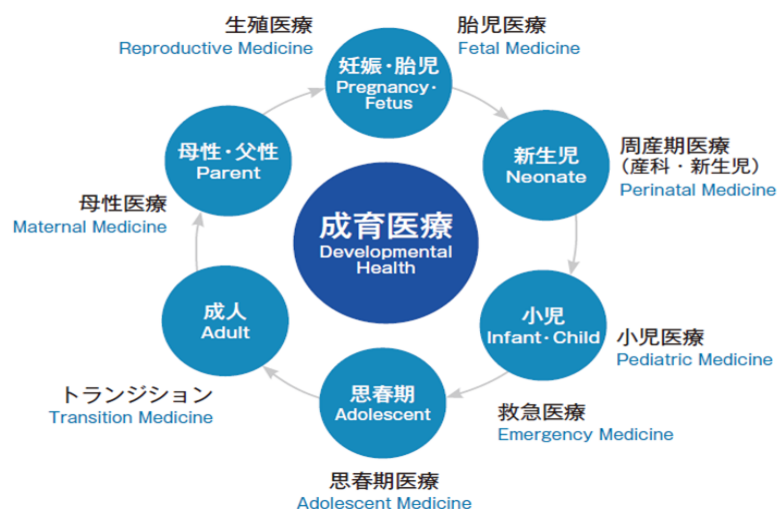 生殖医療
Reproductive Medicine
胎児医療
Fetal Medicine
妊娠・胎児
Pregnancy・
Fetus
母性・父性
Parent
新生児
Neonate
周産期医療
（産科・新生児）
Perinatal Medicine
母性医療
Maternal Medicine
成育医療
Developmental
Health
成人
Adult
小児
Infant・Child
小児医療
Pediatric Medicine
トランジション
Transition Medicine
思春期
Adolescent
救急医療
Emergency Medicine
思春期医療
Adolescent Medicine